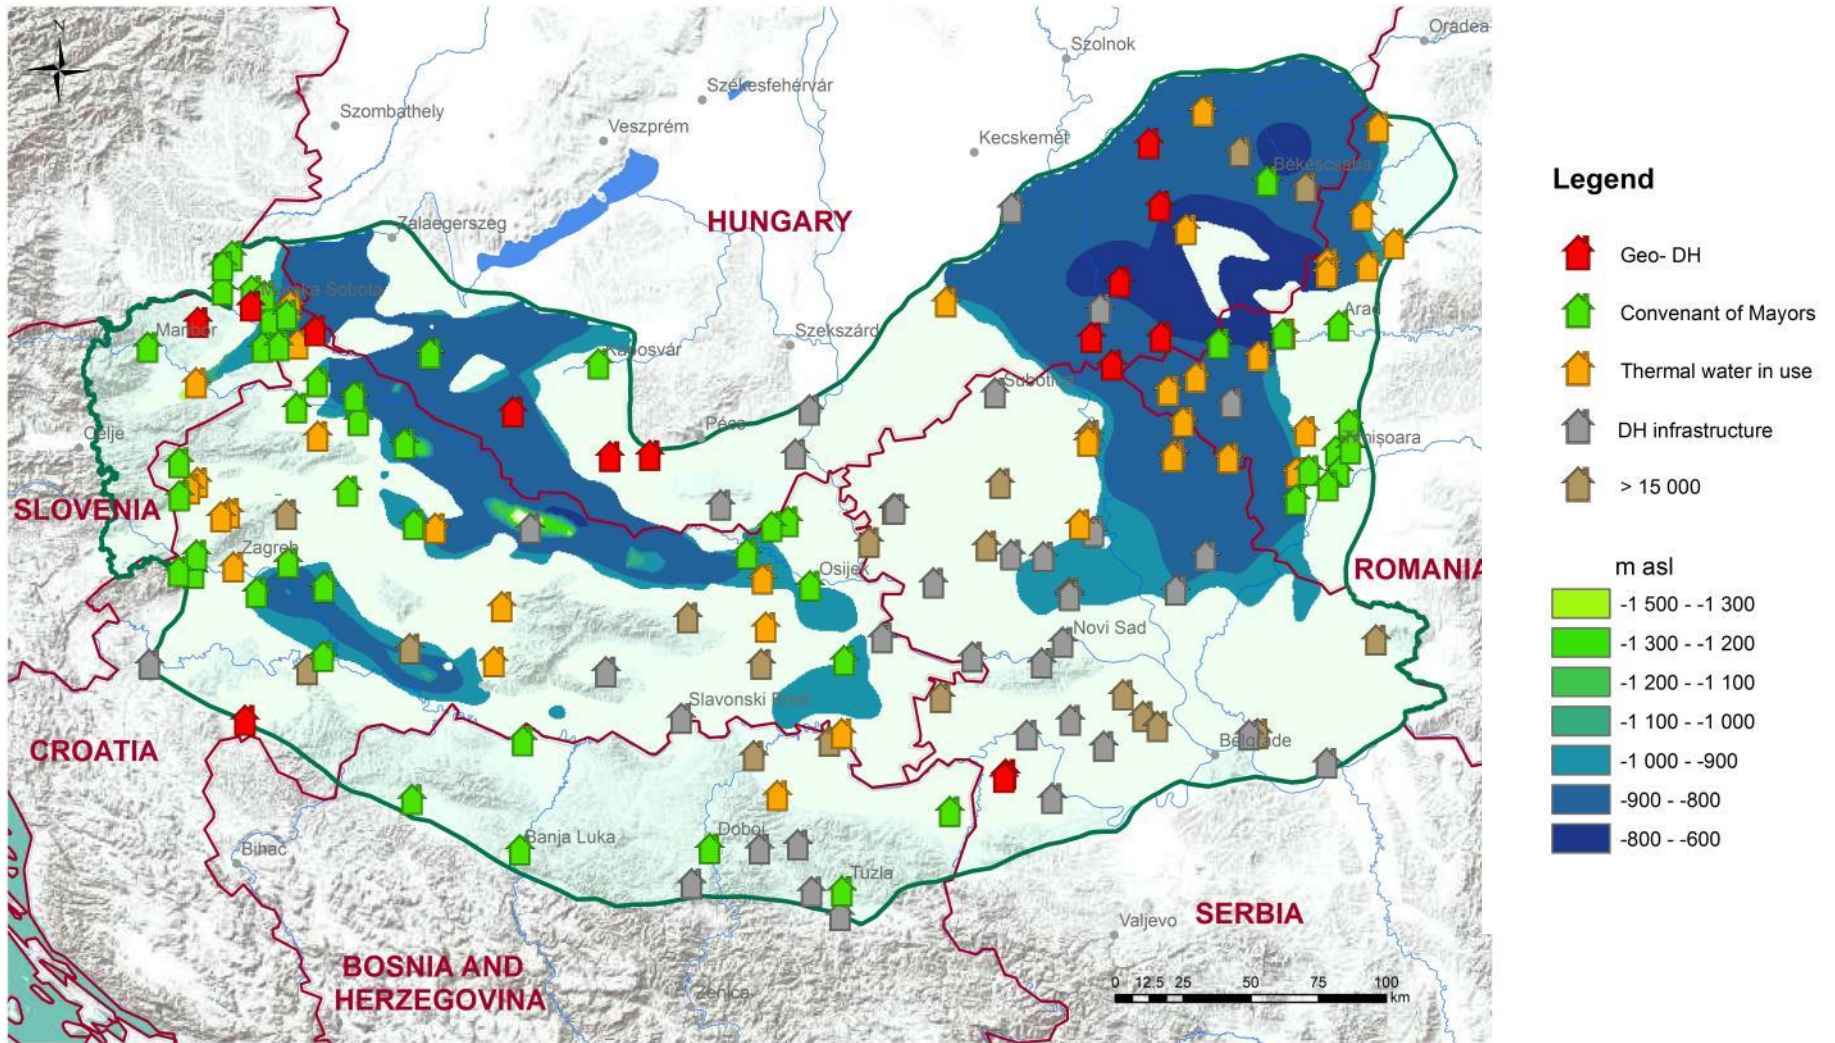 N
Oradea
Szolnok
Székesfehérvár
Szombathely
Veszprém
Kecskemét
Békéscsaba
HUNGARY
Zalaegerszeg
Murska Sobota
Maribor
Kaposvár
Szekszárd
Arad
Subotica
Pécs
Celje
Timișoara
SLOVENIA
Zagreb
Osijek
ROMANIA
Novi Sad
Slavonski Brod
CROATIA
Belgrade
Banja Luka
Doboj
Bihać
Tuzla
SERBIA
Valjevo
BOSNIA AND
HERZEGOVINA
Zenica
0 12.5 25 50 75 100
km
Legend
Geo- DH
Convenant of Mayors
Thermal water in use
DH infrastructure
> 15 000
m asl
-1 500 - -1 300
-1 300 - -1 200
-1 200 - -1 100
-1 100 - -1 000
-1 000 - -900
-900 - -800
-800 - -600